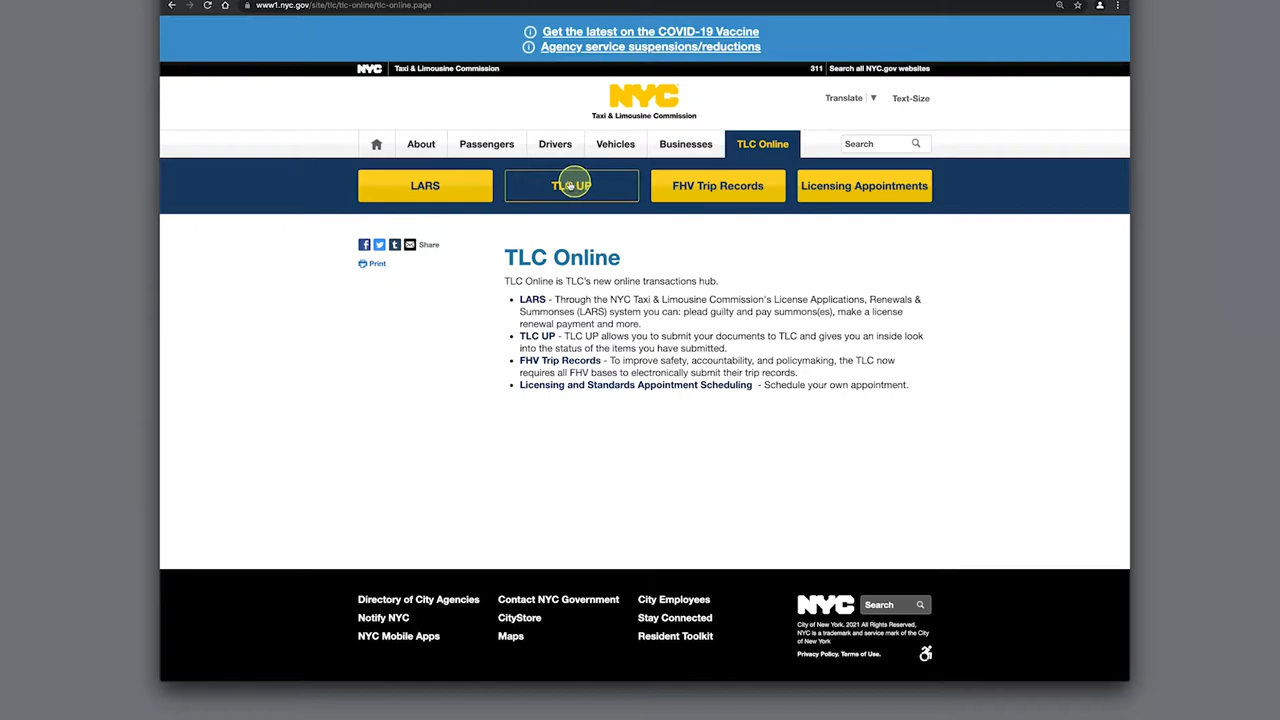 www1.nyc.gov/site/tlc/tlc-online/tlc-online.page
Get the latest on the COVID-19 Vaccine
Agency service suspensions/reductions
NYC Taxi & Limousine Commission 311 Search all NYC.gov websites
NYC
Taxi & Limousine Commission
Translate ▼ Text-Size
About Passengers Drivers Vehicles Businesses TLC Online Search
LARS TLC UP FHV Trip Records Licensing Appointments
Share
Print
TLC Online
TLC Online is TLC's new online transactions hub.
• LARS - Through the NYC Taxi & Limousine Commission's License Applications, Renewals &
Summonses (LARS) system you can: plead guilty and pay summons(es), make a license
renewal payment and more.
• TLC UP - TLC UP allows you to submit your documents to TLC and gives you an inside look
into the status of the items you have submitted.
• FHV Trip Records - To improve safety, accountability, and policymaking, the TLC now
requires all FHV bases to electronically submit their trip records.
• Licensing and Standards Appointment Scheduling - Schedule your own appointment.
Directory of City Agencies Contact NYC Government City Employees
Notify NYC CityStore Stay Connected
NYC Mobile Apps Maps Resident Toolkit
NYC Search
City of New York. 2021 All Rights Reserved,
NYC is a trademark and service mark of the City
of New York
Privacy Policy. Terms of Use.